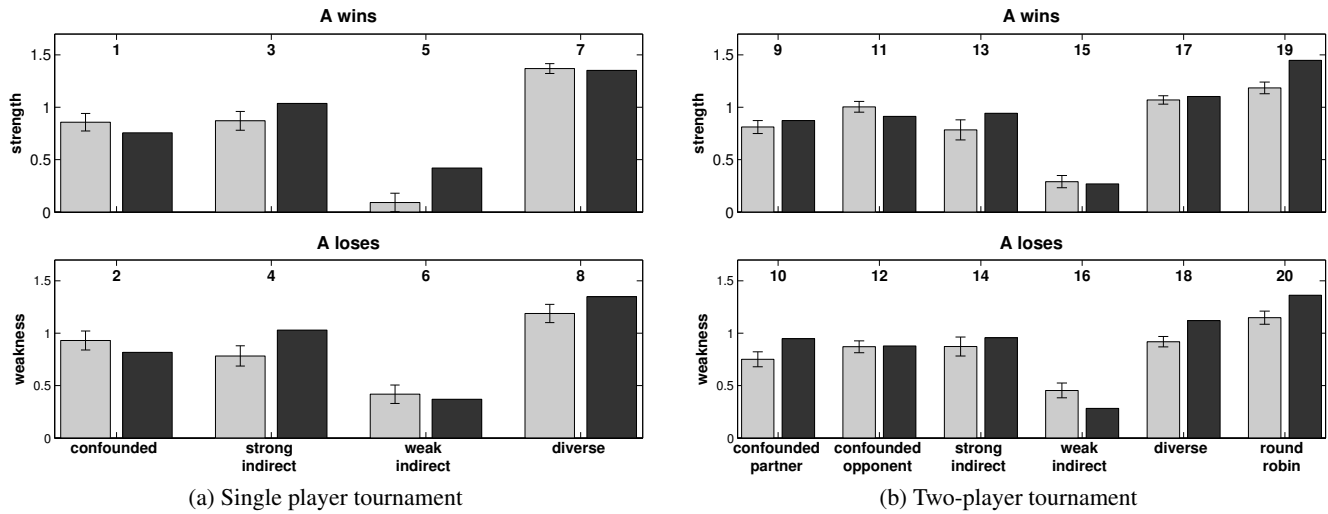 A wins
1 3 5 7
1.5
1
0.5
0
strength
A loses
2 4 6 8
1.5
1
0.5
0
weakness
confounded strong indirect weak indirect diverse
(a) Single player tournament
A wins
9 11 13 15 17 19
1.5
1
0.5
0
strength
A loses
10 12 14 16 18 20
1.5
1
0.5
0
weakness
confounded partner confounded opponent strong indirect weak indirect diverse round robin
(b) Two-player tournament